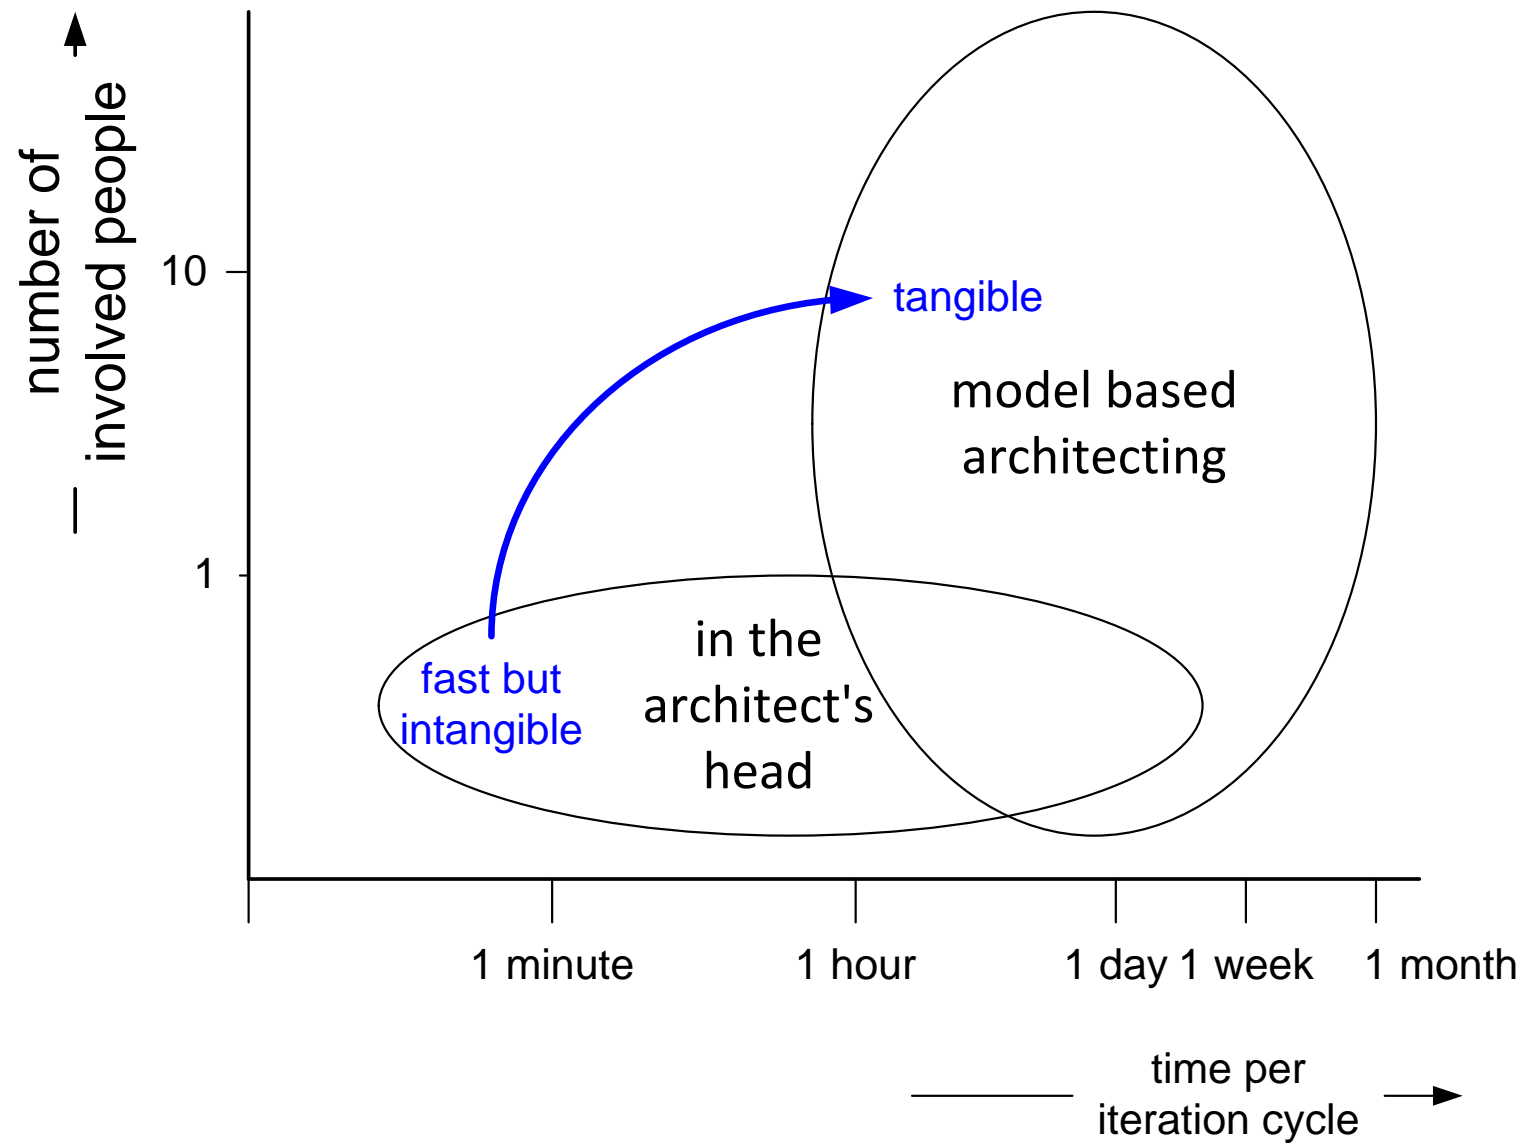 number of
involved people
10
1
tangible
model based
architecting
in the
architect's
head
fast but
intangible
1 minute
1 hour
1 day
1 week
1 month
time per
iteration cycle